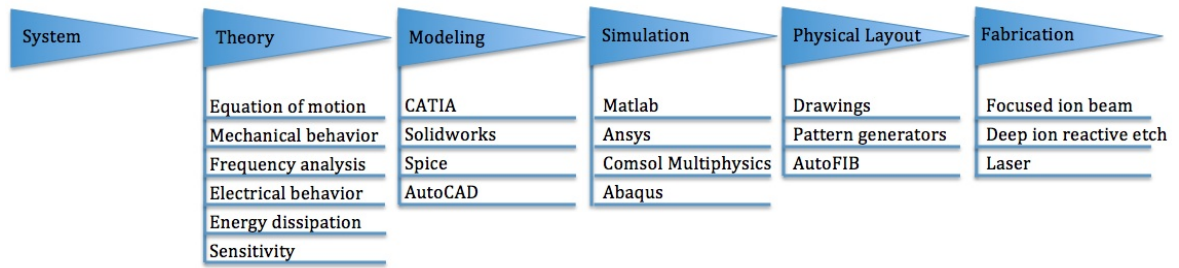 System
Theory
Modeling
Simulation
Physical Layout
Fabrication
Equation of motion
Mechanical behavior
Frequency analysis
Electrical behavior
Energy dissipation
Sensitivity
CATIA
Solidworks
Spice
AutoCAD
Matlab
Ansys
Comsol Multiphysics
Abaqus
Drawings
Pattern generators
AutoFIB
Focused ion beam
Deep ion reactive etch
Laser